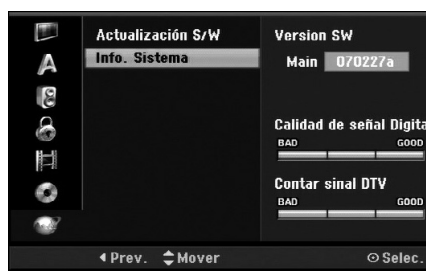 Actualización S/W
Info. Sistema
Version SW
Main 070227a
Calidad de señal Digita
BAD GOOD
Contar sinal DTV
BAD GOOD
Prev. Mover Selec.